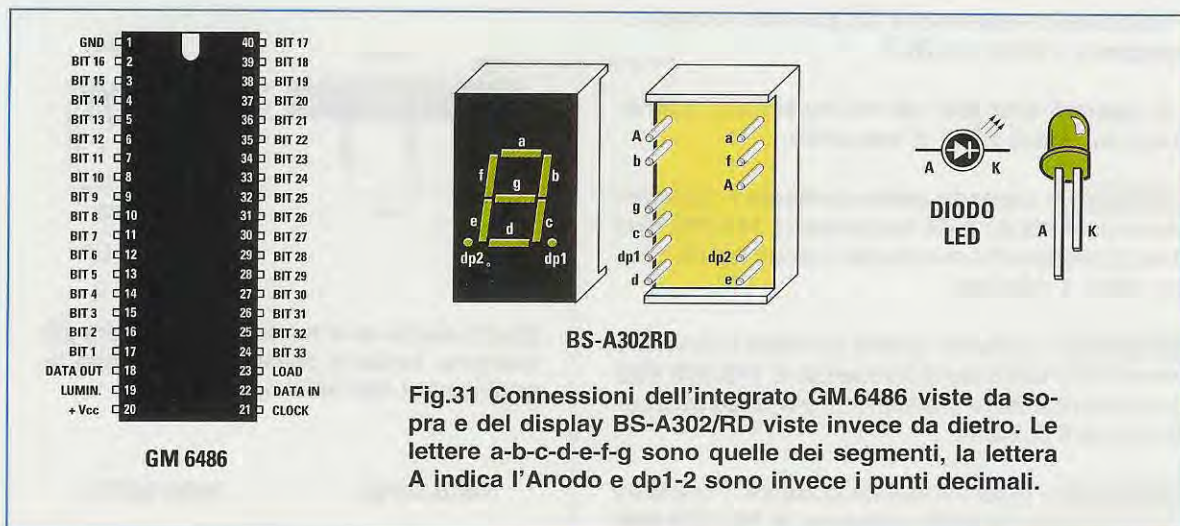 GND 1 40 BIT 17
BIT 16 2 39 BIT 18
BIT 15 3 38 BIT 19
BIT 14 4 37 BIT 20
BIT 13 5 36 BIT 21
BIT 12 6 35 BIT 22
BIT 11 7 34 BIT 23
BIT 10 8 33 BIT 24
BIT 9 9 32 BIT 25
BIT 8 10 31 BIT 26
BIT 7 11 30 BIT 27
BIT 6 12 29 BIT 28
BIT 5 13 28 BIT 29
BIT 4 14 27 BIT 30
BIT 3 15 26 BIT 31
BIT 2 16 25 BIT 32
BIT 1 17 24 BIT 33
DATA OUT 18 23 LOAD
LUMIN. 19 22 DATA IN
+ Vcc 20 21 CLOCK
GM 6486
a
f b
g
e c
d
dp2 dp1
A a
b f
A
g
c
dp1 dp2
d e
BS-A302RD
A K
DIODO
LED
A K
Fig.31 Connessioni dell'integrato GM.6486 viste da so-
pra e del display BS-A302/RD viste invece da dietro. Le
lettere a-b-c-d-e-f-g sono quelle dei segmenti, la lettera
A indica l'Anodo e dp1-2 sono invece i punti decimali.